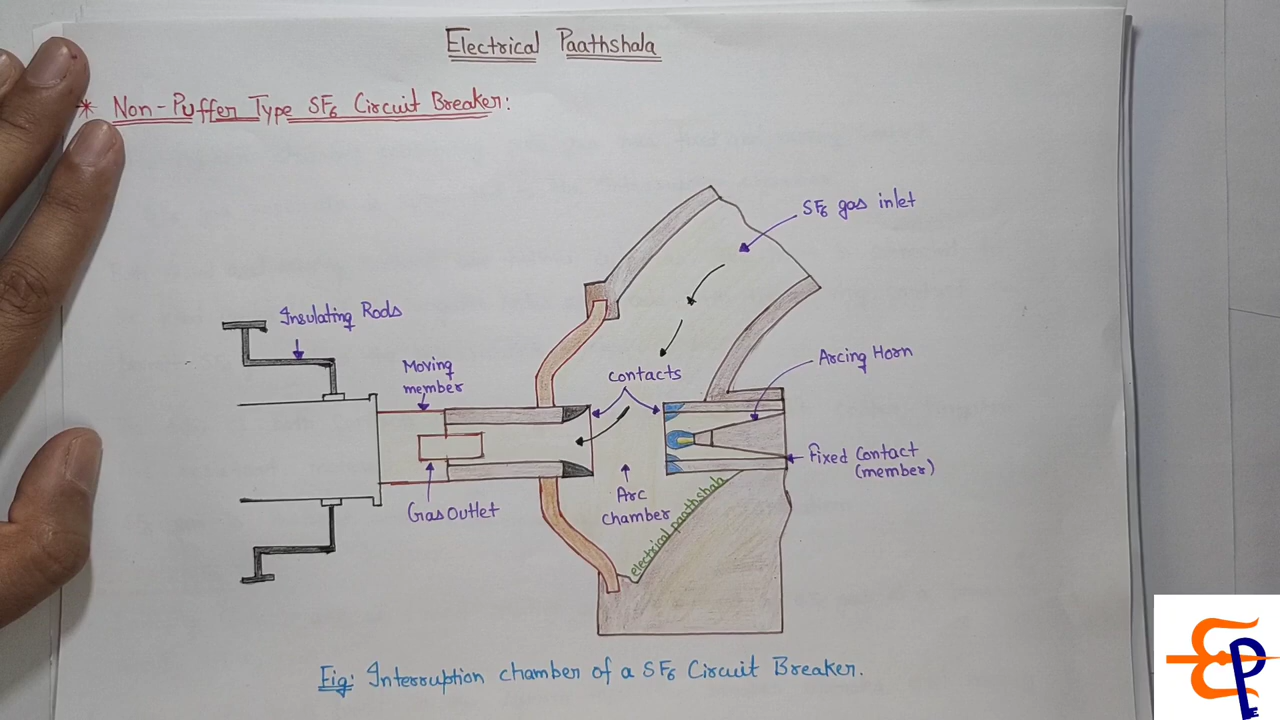 Electrical Paathshala
* Non-Puffer Type SF6 Circuit Breaker:
SF6 gas inlet
Insulating Rods
Arcing Horn
Moving
member
contacts
Fixed Contact
(member)
Gas Outlet
Arc
chamber
electrical paathshala
Fig: Interruption chamber of a SF6 Circuit Breaker.
EP